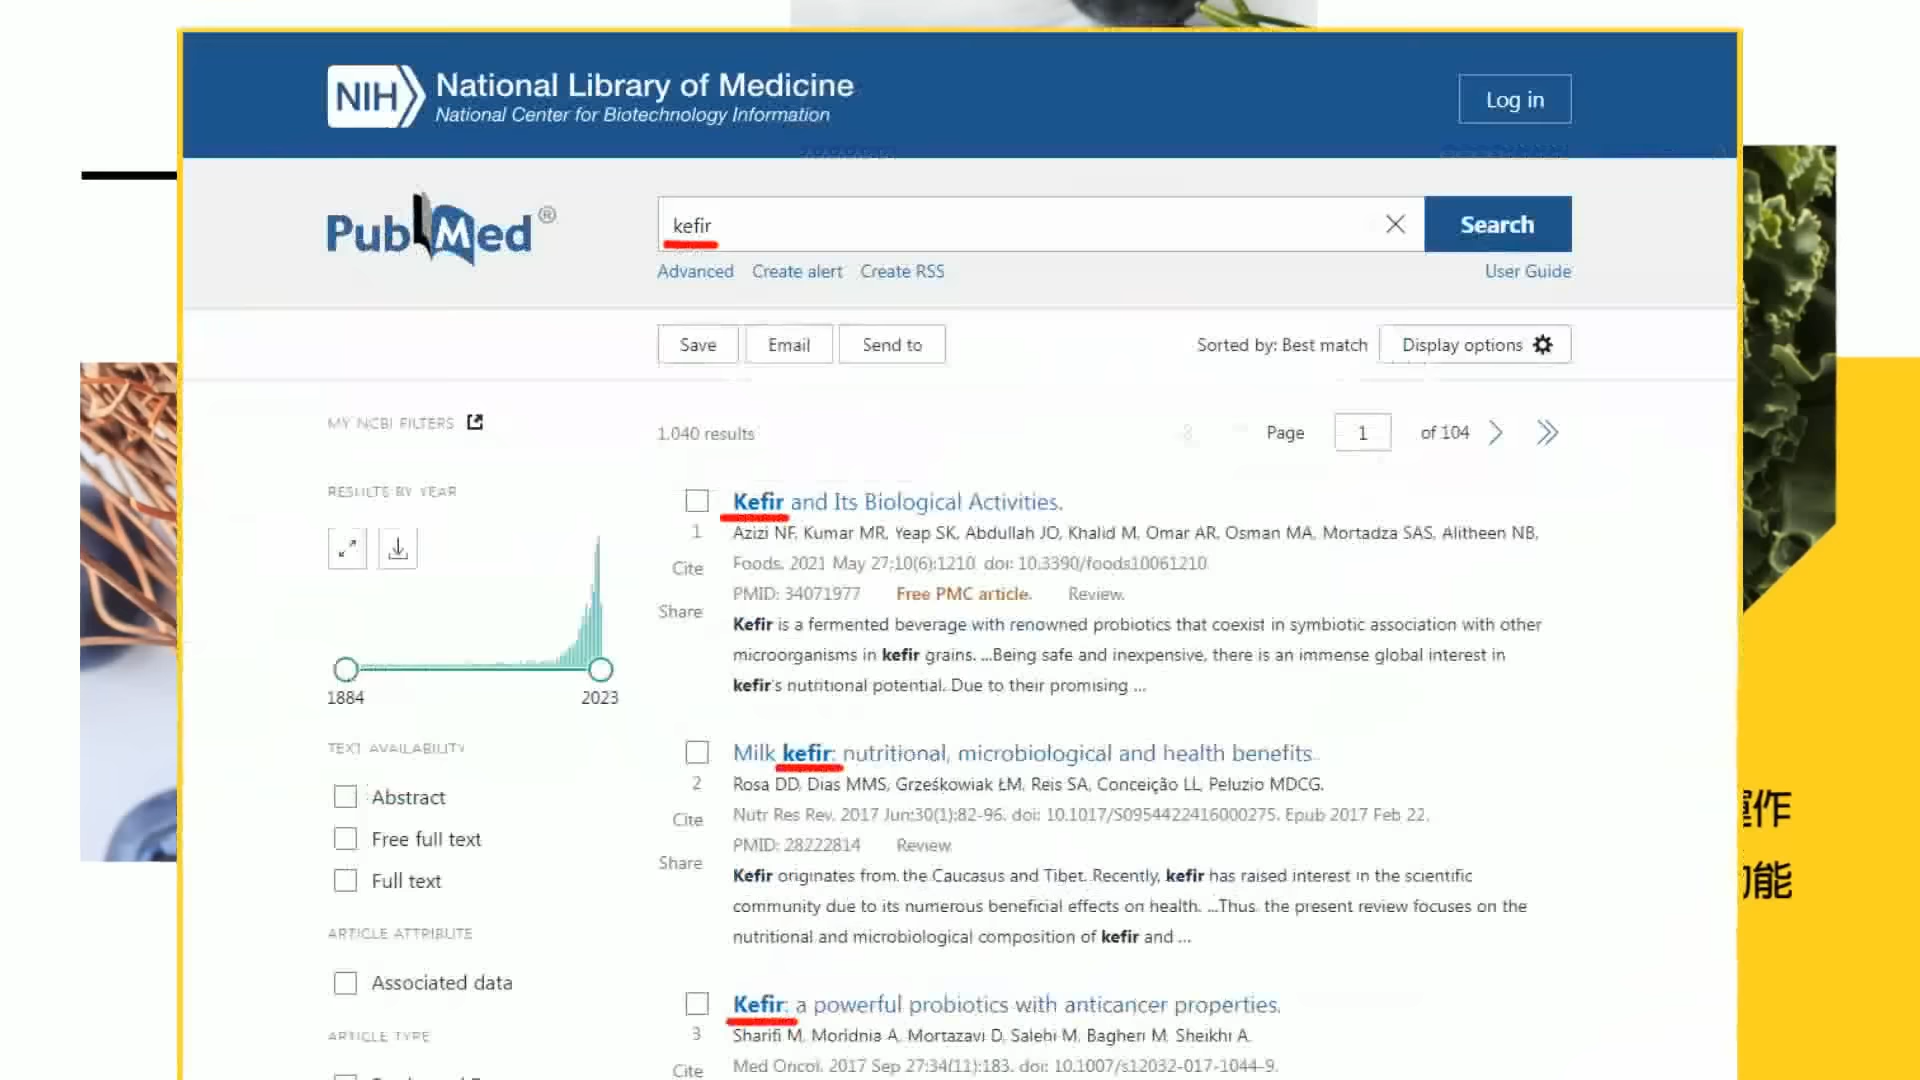 NIH National Library of Medicine
National Center for Biotechnology Information
Log in
PubMed®
kefir
Search
Advanced Create alert Create RSS
User Guide
Save Email Send to
Sorted by: Best match
Display options
MY NCBI FILTERS
1.040 results
Page 1 of 104
RESULTS BY YEAR
1884
2023
TEXT AVAILABILITY
Abstract
Free full text
Full text
ARTICLE ATTRIBUTE
Associated data
ARTICLE TYPE
Kefir and Its Biological Activities.
1
Azizi NF, Kumar MR, Yeap SK, Abdullah JO, Khalid M, Omar AR, Osman MA, Mortadza SAS, Alitheen NB.
Cite
Foods. 2021 May 27;10(6):1210. doi: 10.3390/foods10061210
PMID: 34071977 Free PMC article. Review.
Share
Kefir is a fermented beverage with renowned probiotics that coexist in symbiotic association with other
microorganisms in kefir grains. ...Being safe and inexpensive, there is an immense global interest in
kefir's nutritional potential. Due to their promising ...
Milk kefir: nutritional, microbiological and health benefits.
2
Rosa DD, Dias MMS, Grześkowiak ŁM, Reis SA, Conceição LL, Peluzio MDCG.
Cite
Nutr Res Rev. 2017 Jun;30(1):82-96. doi: 10.1017/S0954422416000275. Epub 2017 Feb 22.
PMID: 28222814 Review.
Share
Kefir originates from the Caucasus and Tibet. Recently, kefir has raised interest in the scientific
community due to its numerous beneficial effects on health. ...Thus, the present review focuses on the
nutritional and microbiological composition of kefir and ...
Kefir: a powerful probiotics with anticancer properties.
3
Sharifi M, Moridnia A, Mortazavi D, Salehi M, Bagheri M, Sheikhi A.
Cite
Med Oncol. 2017 Sep 27;34(11):183. doi: 10.1007/s12032-017-1044-9.
運作
功能